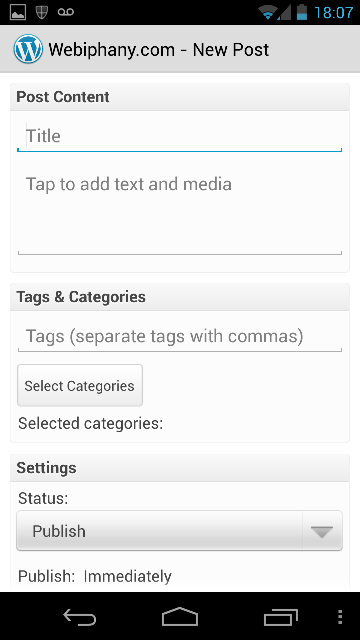 18:07
Webiphany.com - New Post
Post Content
Title
Tap to add text and media
Tags & Categories
Tags (separate tags with commas)
Select Categories
Selected categories:
Settings
Status:
Publish
Publish: Immediately